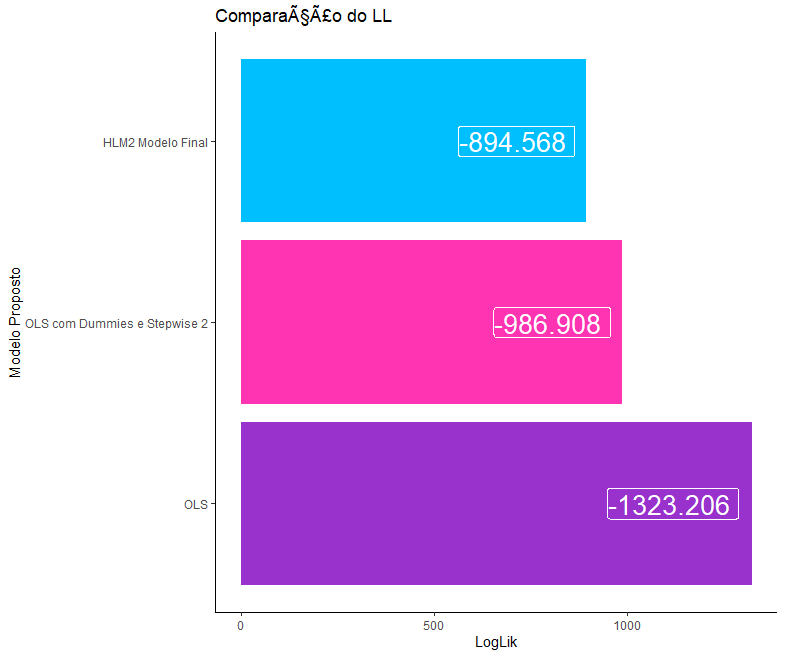 ComparaÃ§Ã£o do LL
Modelo Proposto
HLM2 Modelo Final
-894.568
OLS com Dummies e Stepwise 2
-986.908
OLS
-1323.206
0 500 1000
LogLik